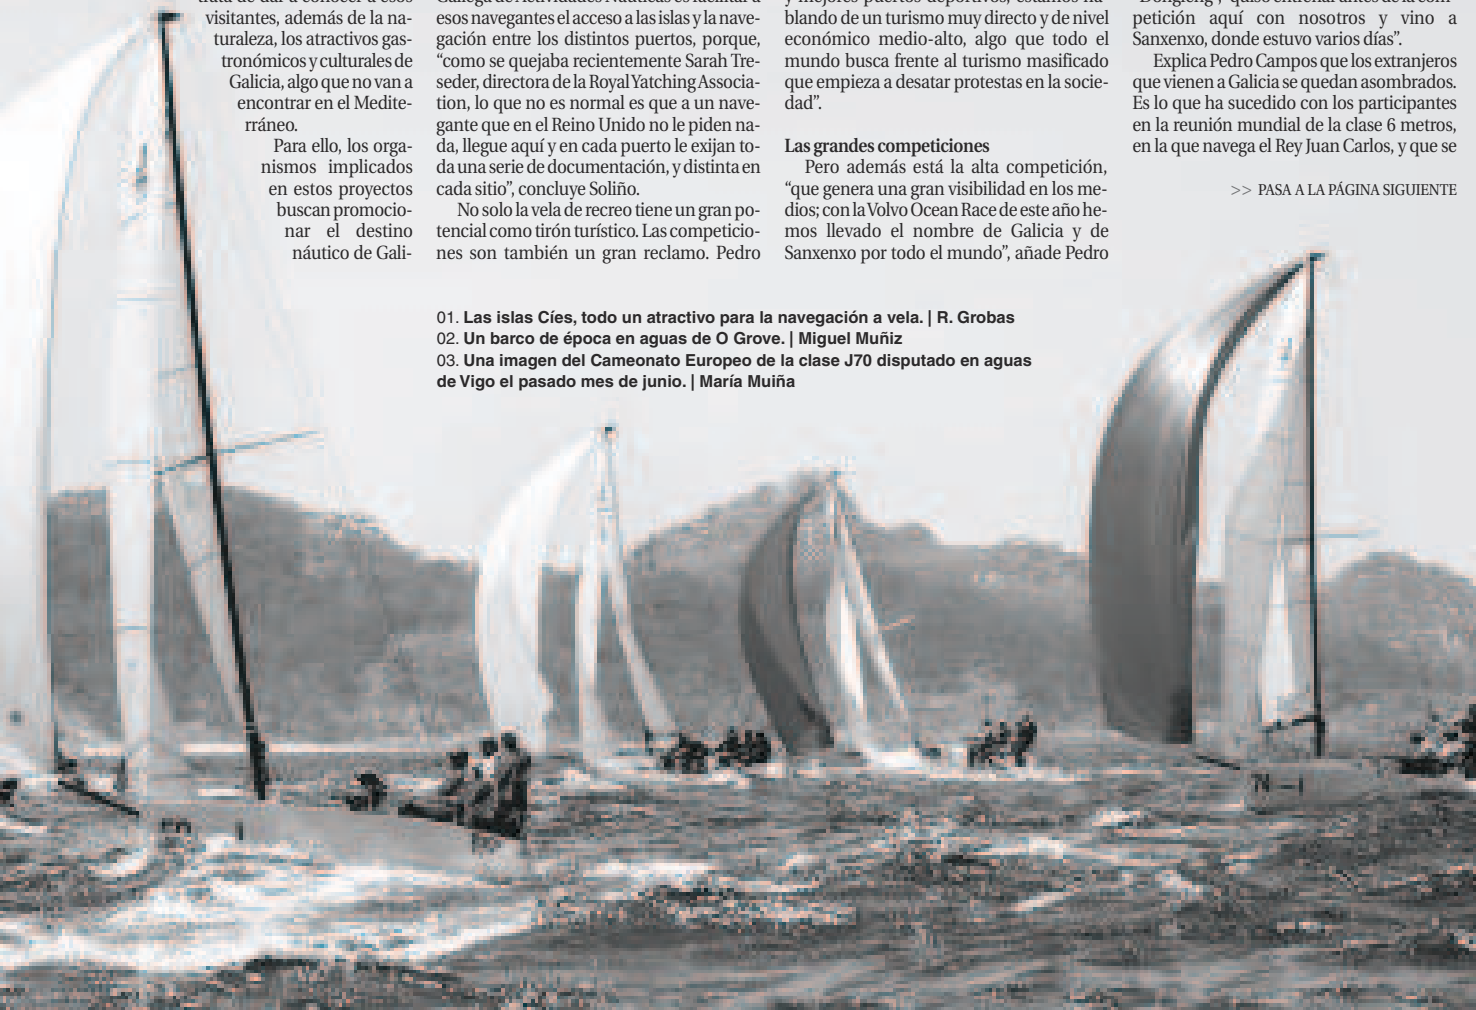 visitantes, además de la na-
turaleza, los atractivos gas-
tronómicos y culturales de
Galicia, algo que no van a
encontrar en el Medite-
rráneo.
Para ello, los orga-
nismos implicados
en estos proyectos
buscan promocio-
nar el destino
náutico de Gali-
esos navegantes el acceso a las islas y la nave-
gación entre los distintos puertos, porque,
“como se quejaba recientemente Sarah Tre-
seder, directora de la Royal Yatching Associa-
tion, lo que no es normal es que a un nave-
gante que en el Reino Unido no le piden na-
da, llegue aquí y en cada puerto le exijan to-
da una serie de documentación, y distinta en
cada sitio”, concluye Soliño.
No solo la vela de recreo tiene un gran po-
tencial como tirón turístico. Las competicio-
nes son también un gran reclamo. Pedro
blando de un turismo muy directo y de nivel
económico medio-alto, algo que todo el
mundo busca frente al turismo masificado
que empieza a desatar protestas en la socie-
dad”.
Las grandes competiciones
Pero además está la alta competición,
“que genera una gran visibilidad en los me-
dios; con la Volvo Ocean Race de este año he-
mos llevado el nombre de Galicia y de
Sanxenxo por todo el mundo”, añade Pedro
petición aquí con nosotros y vino a
Sanxenxo, donde estuvo varios días”.
Explica Pedro Campos que los extranjeros
que vienen a Galicia se quedan asombrados.
Es lo que ha sucedido con los participantes
en la reunión mundial de la clase 6 metros,
en la que navega el Rey Juan Carlos, y que se
>> PASA A LA PÁGINA SIGUIENTE
01. Las islas Cíes, todo un atractivo para la navegación a vela. | R. Grobas
02. Un barco de época en aguas de O Grove. | Miguel Muñiz
03. Una imagen del Cameonato Europeo de la clase J70 disputado en aguas
de Vigo el pasado mes de junio. | María Muiña